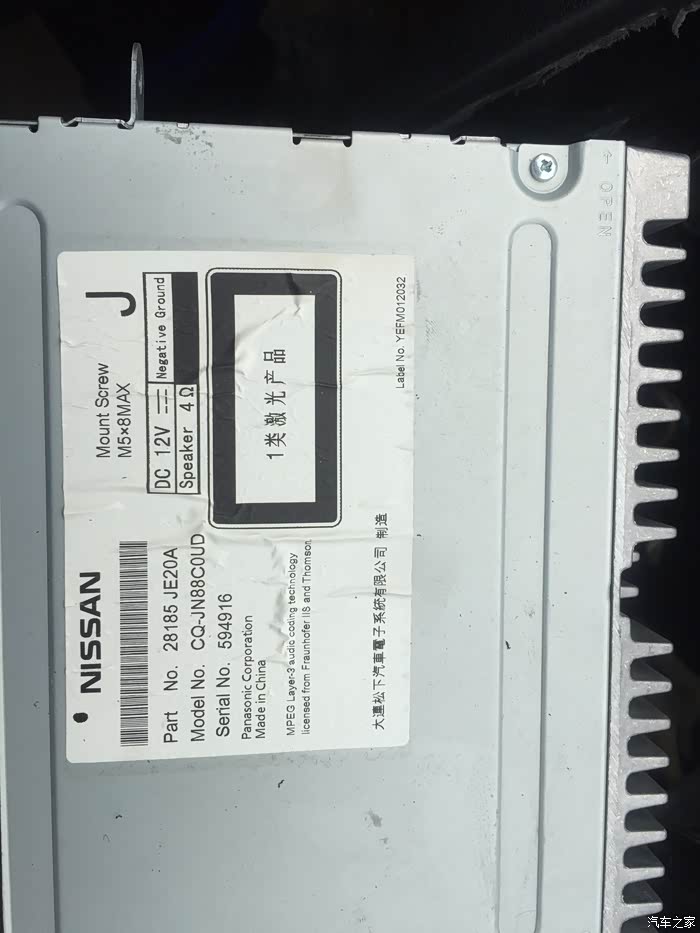 NISSAN
Part No. 28185 JE20A
Model No. CQ-JN88C0UD
Serial No. 594916
Panasonic Corporation
Made in China
MPEG Layer-3 audio coding technology
licensed from Fraunhofer IIS and Thomson.
大連松下汽車電子系統有限公司 制造
Mount Screw
M5×8MAX
J
DC 12V ⎓ Negative Ground
Speaker 4Ω
1类激光产品
Label No. YEFM012032
← OPEN
汽车之家